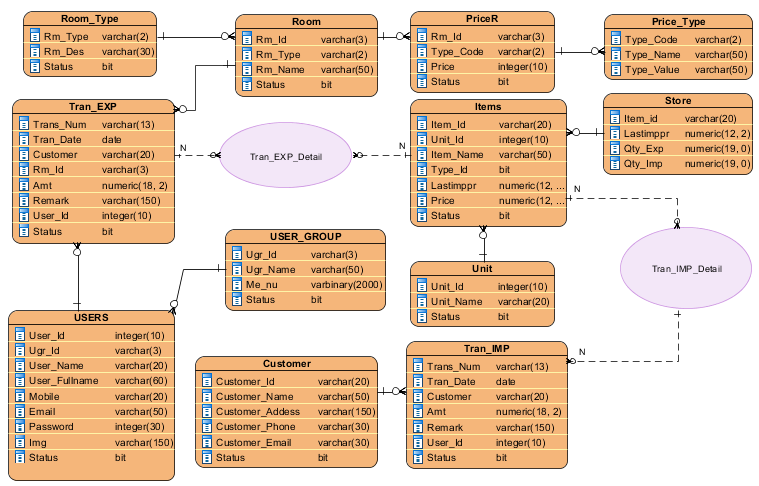 Room_Type
Rm_Type varchar(2)
Rm_Des varchar(30)
Status bit
Room
Rm_Id varchar(3)
Rm_Type varchar(2)
Rm_Name varchar(50)
Status bit
PriceR
Rm_Id varchar(3)
Type_Code varchar(2)
Price integer(10)
Status bit
Price_Type
Type_Code varchar(2)
Type_Name varchar(50)
Type_Value varchar(50)
Tran_EXP
Trans_Num varchar(13)
Tran_Date date
Customer varchar(20)
Rm_Id varchar(3)
Amt numeric(18, 2)
Remark varchar(150)
User_Id integer(10)
Status bit
N
Tran_EXP_Detail
N
Items
Item_Id varchar(20)
Unit_Id integer(10)
Item_Name varchar(50)
Type_Id bit
Lastimppr numeric(12, ...
Price numeric(12, ...
Status bit
Store
Item_id varchar(20)
Lastimppr numeric(12, 2)
Qty_Exp numeric(19, 0)
Qty_Imp numeric(19, 0)
N
Tran_IMP_Detail
N
USER_GROUP
Ugr_Id varchar(3)
Ugr_Name varchar(50)
Me_nu varbinary(2000)
Status bit
Unit
Unit_Id integer(10)
Unit_Name varchar(20)
Status bit
USERS
User_Id integer(10)
Ugr_Id varchar(3)
User_Name varchar(20)
User_Fullname varchar(60)
Mobile varchar(20)
Email varchar(50)
Password integer(30)
Img varchar(150)
Status bit
Customer
Customer_Id varchar(20)
Customer_Name varchar(50)
Customer_Addess varchar(150)
Customer_Phone varchar(30)
Customer_Email varchar(30)
Status bit
Tran_IMP
Trans_Num varchar(13)
Tran_Date date
Customer varchar(20)
Amt numeric(18, 2)
Remark varchar(150)
User_Id integer(10)
Status bit